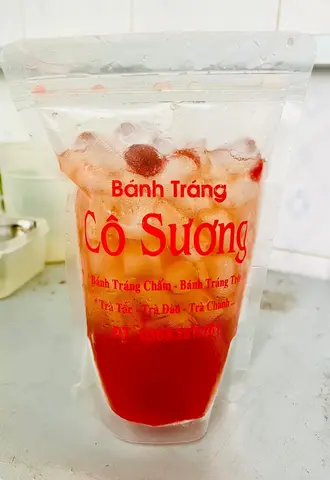 Bánh Tráng
Cô Sương
Bánh Tráng Chấm - Bánh Tráng Trộn
* Trà Tắc - Trà Đào - Trà Chanh